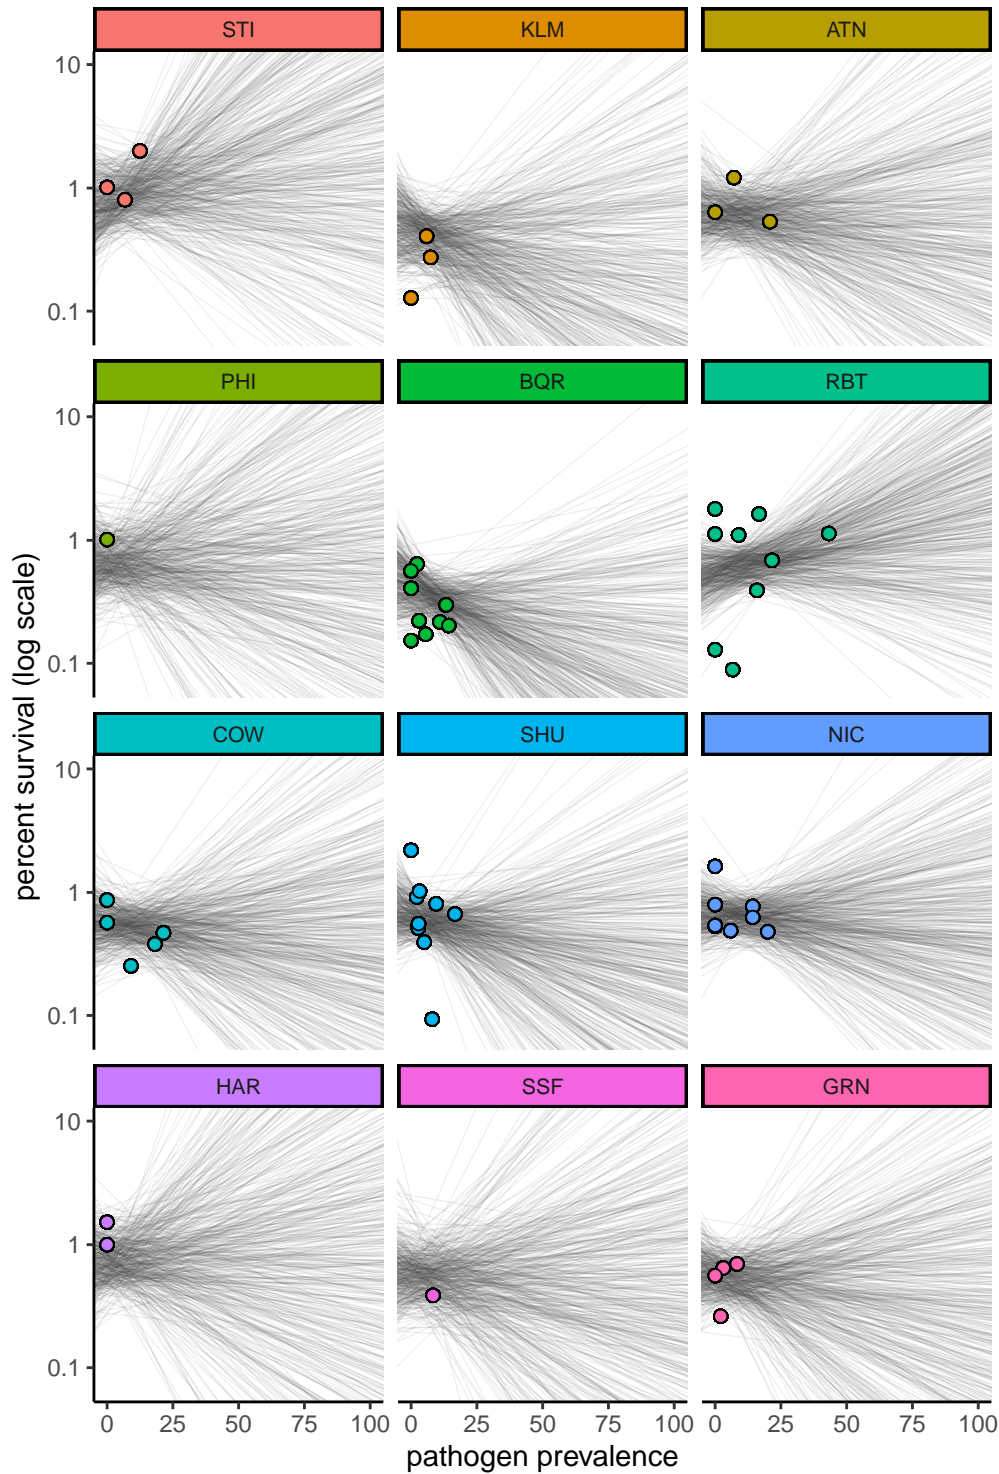 STI KLM ATN
10
1
0.1
PHI BQR RBT
10
1
0.1
percent survival (log scale)
COW SHU NIC
10
1
0.1
HAR SSF GRN
10
1
0.1
0 25 50 75 100 0 25 50 75 100 0 25 50 75 100
pathogen prevalence